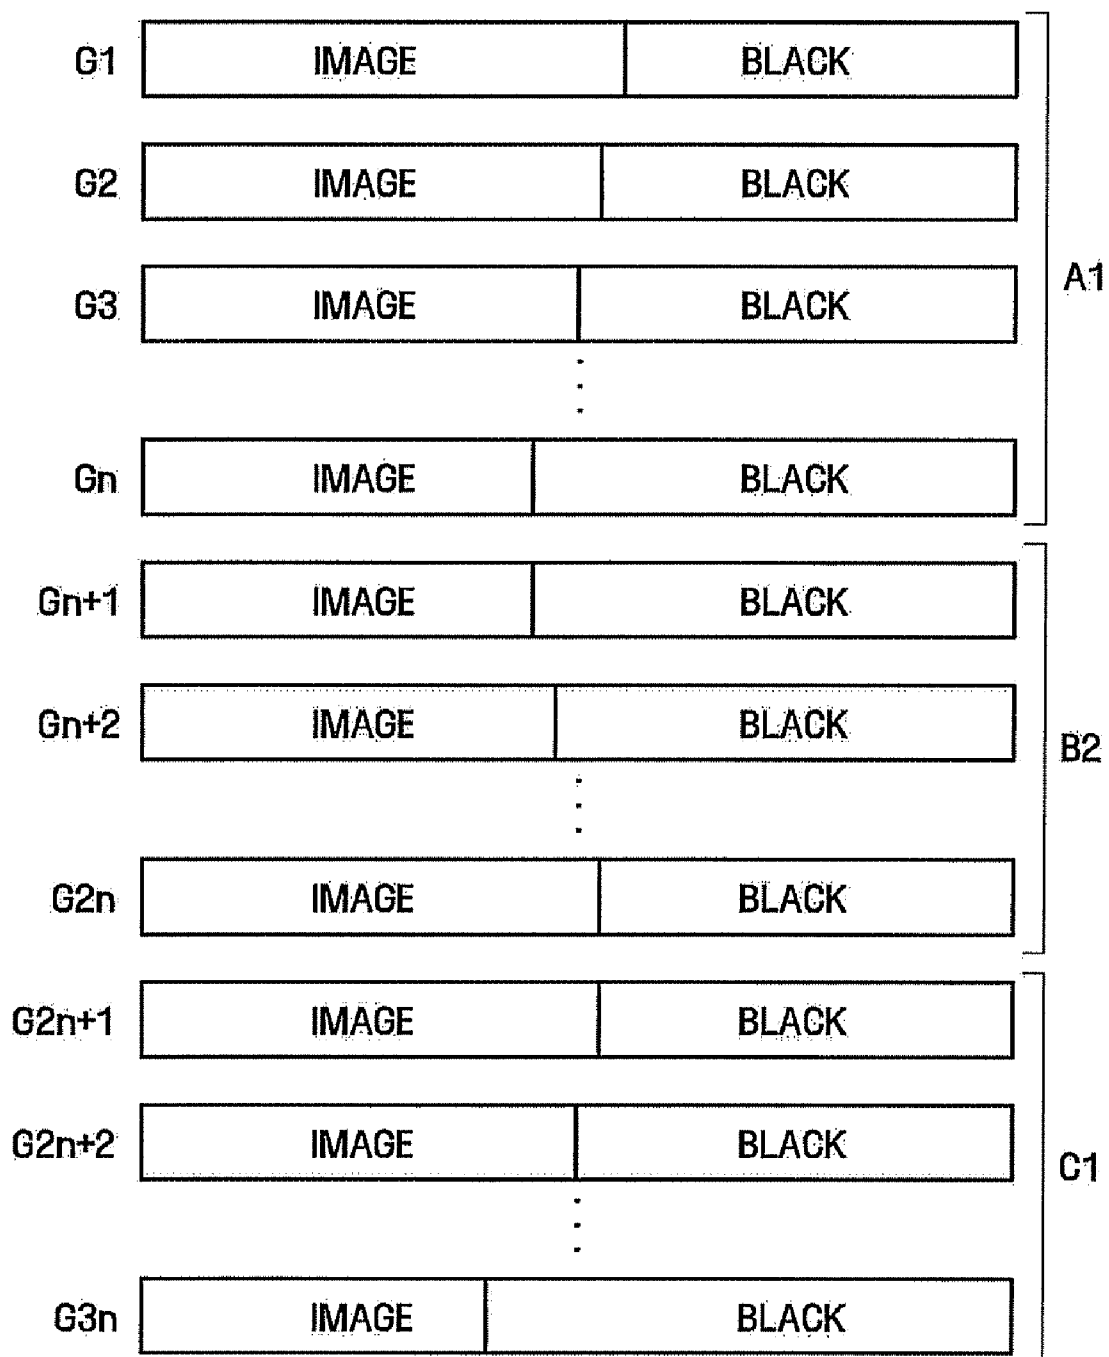 G1 IMAGE BLACK
G2 IMAGE BLACK
G3 IMAGE BLACK
A1
Gn IMAGE BLACK
Gn+1 IMAGE BLACK
Gn+2 IMAGE BLACK
B2
G2n IMAGE BLACK
G2n+1 IMAGE BLACK
G2n+2 IMAGE BLACK
C1
G3n IMAGE BLACK